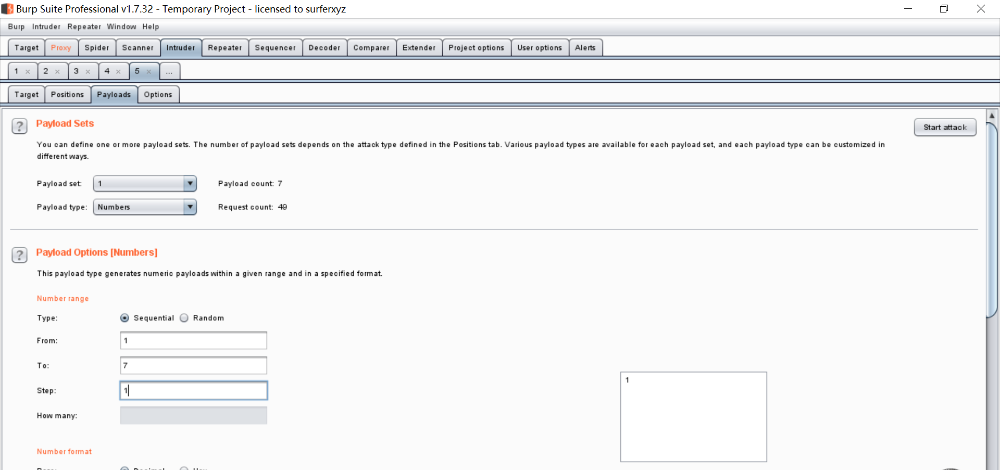 Burp Suite Professional v1.7.32 - Temporary Project - licensed to surferxyz
Burp Intruder Repeater Window Help
Target Proxy Spider Scanner Intruder Repeater Sequencer Decoder Comparer Extender Project options User options Alerts
1 × 2 × 3 × 4 × 5 × ...
Target Positions Payloads Options
? Payload Sets
Start attack
You can define one or more payload sets. The number of payload sets depends on the attack type defined in the Positions tab. Various payload types are available for each payload set, and each payload type can be customized in
different ways.
Payload set: 1 Payload count: 7
Payload type: Numbers Request count: 49
? Payload Options [Numbers]
This payload type generates numeric payloads within a given range and in a specified format.
Number range
Type: Sequential Random
From: 1
To: 7
1
Step: 1
How many:
Number format